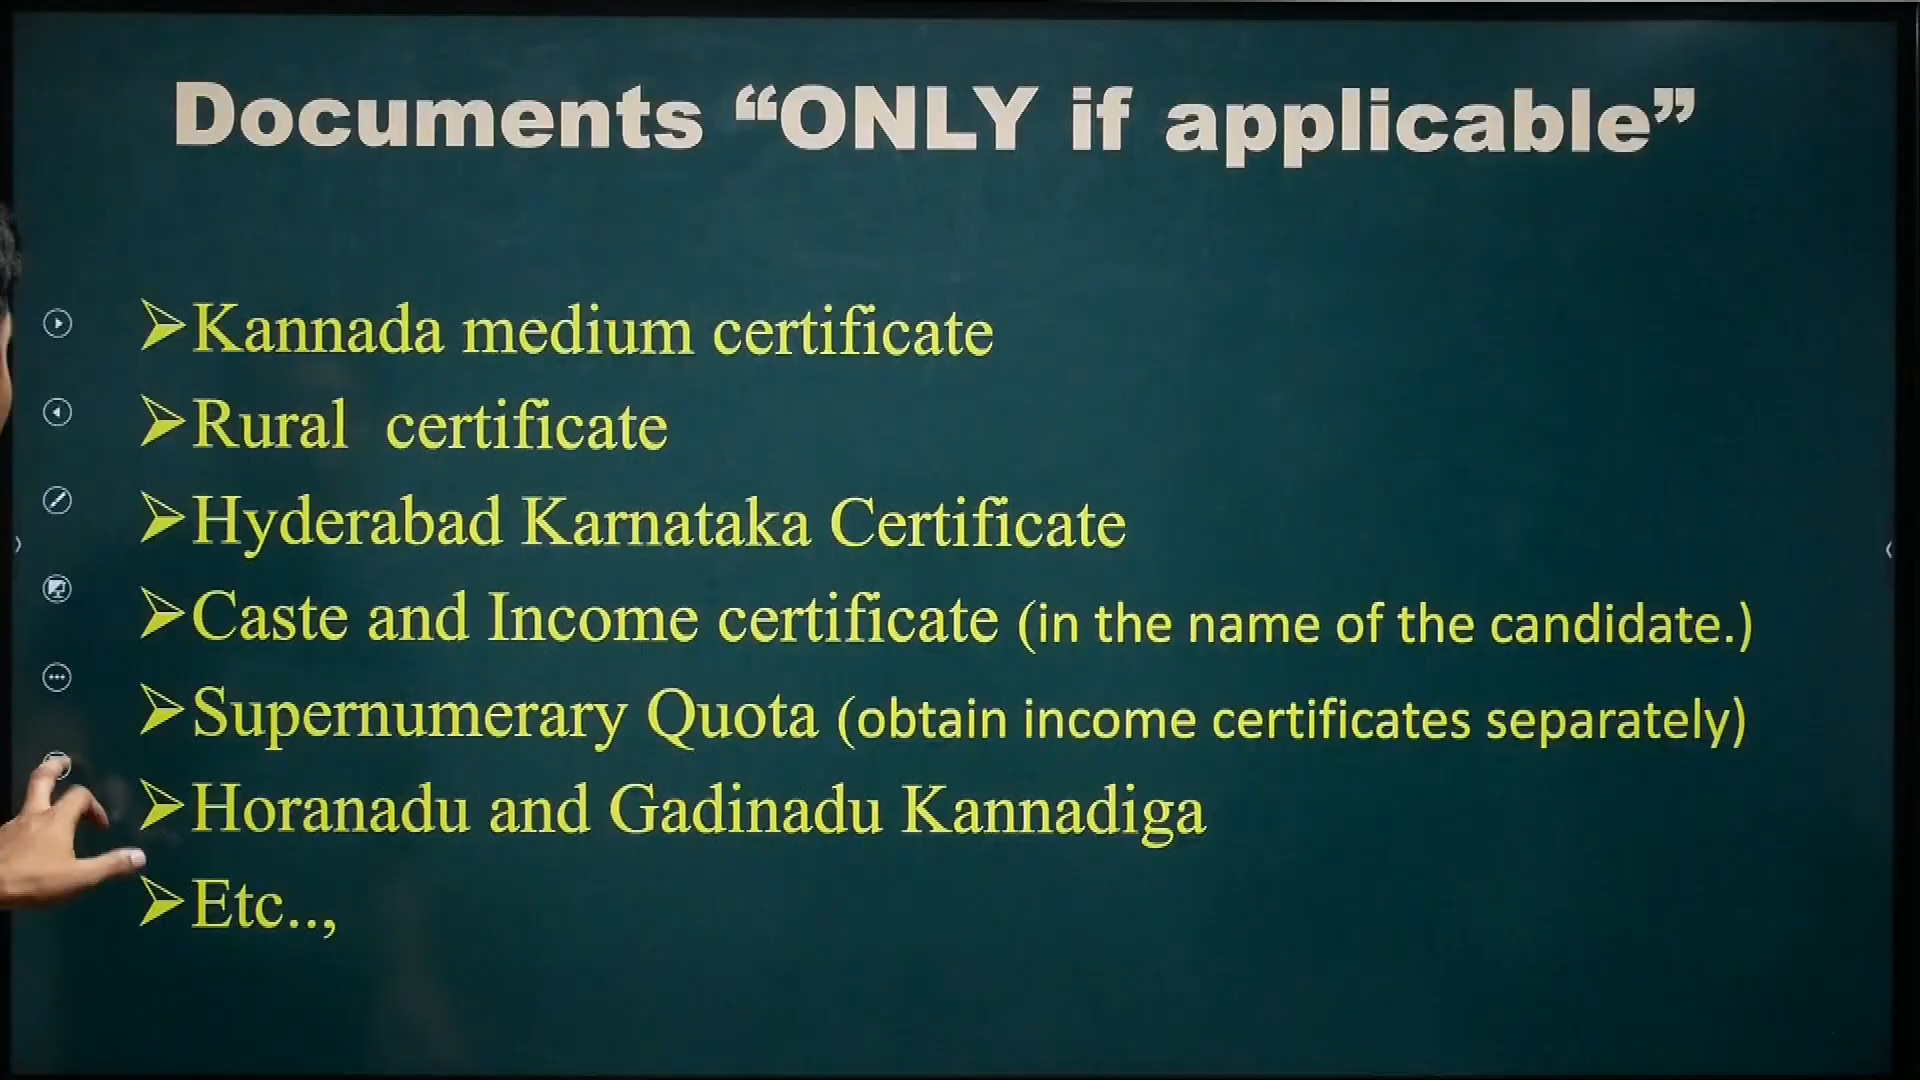 Documents “ONLY if applicable”
➢Kannada medium certificate
➢Rural  certificate
➢Hyderabad Karnataka Certificate
➢Caste and Income certificate (in the name of the candidate.)
➢Supernumerary Quota (obtain income certificates separately)
➢Horanadu and Gadinadu Kannadiga
➢Etc..,